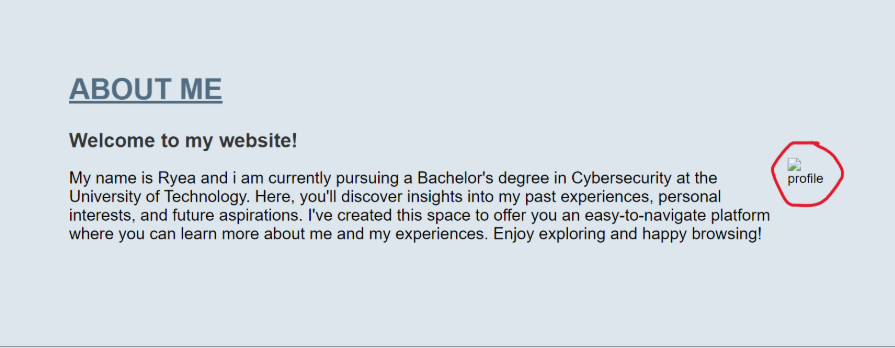 ABOUT ME
Welcome to my website!
My name is Ryea and i am currently pursuing a Bachelor's degree in Cybersecurity at the
University of Technology. Here, you'll discover insights into my past experiences, personal
interests, and future aspirations. I've created this space to offer you an easy-to-navigate platform
where you can learn more about me and my experiences. Enjoy exploring and happy browsing!
profile